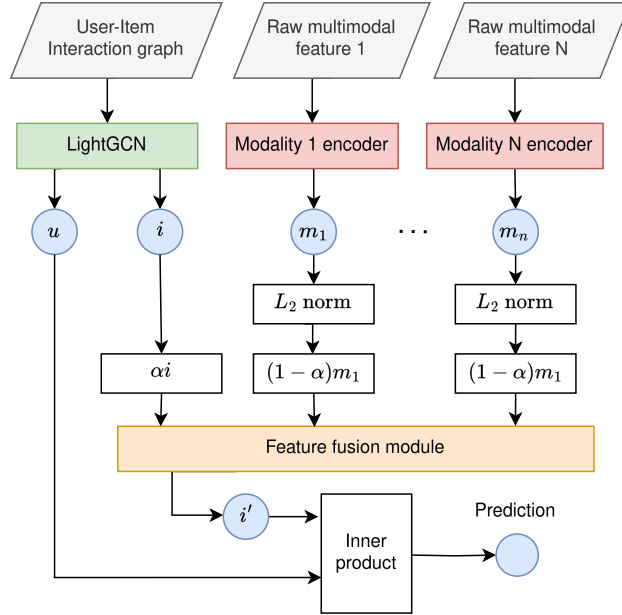 User-Item
Interaction graph
Raw multimodal
feature 1
Raw multimodal
feature N
LightGCN
Modality 1 encoder
Modality N encoder
u
i
m₁
· · ·
mₙ
L₂ norm
L₂ norm
αi
(1 − α)m₁
(1 − α)m₁
Feature fusion module
i′
Inner
product
Prediction